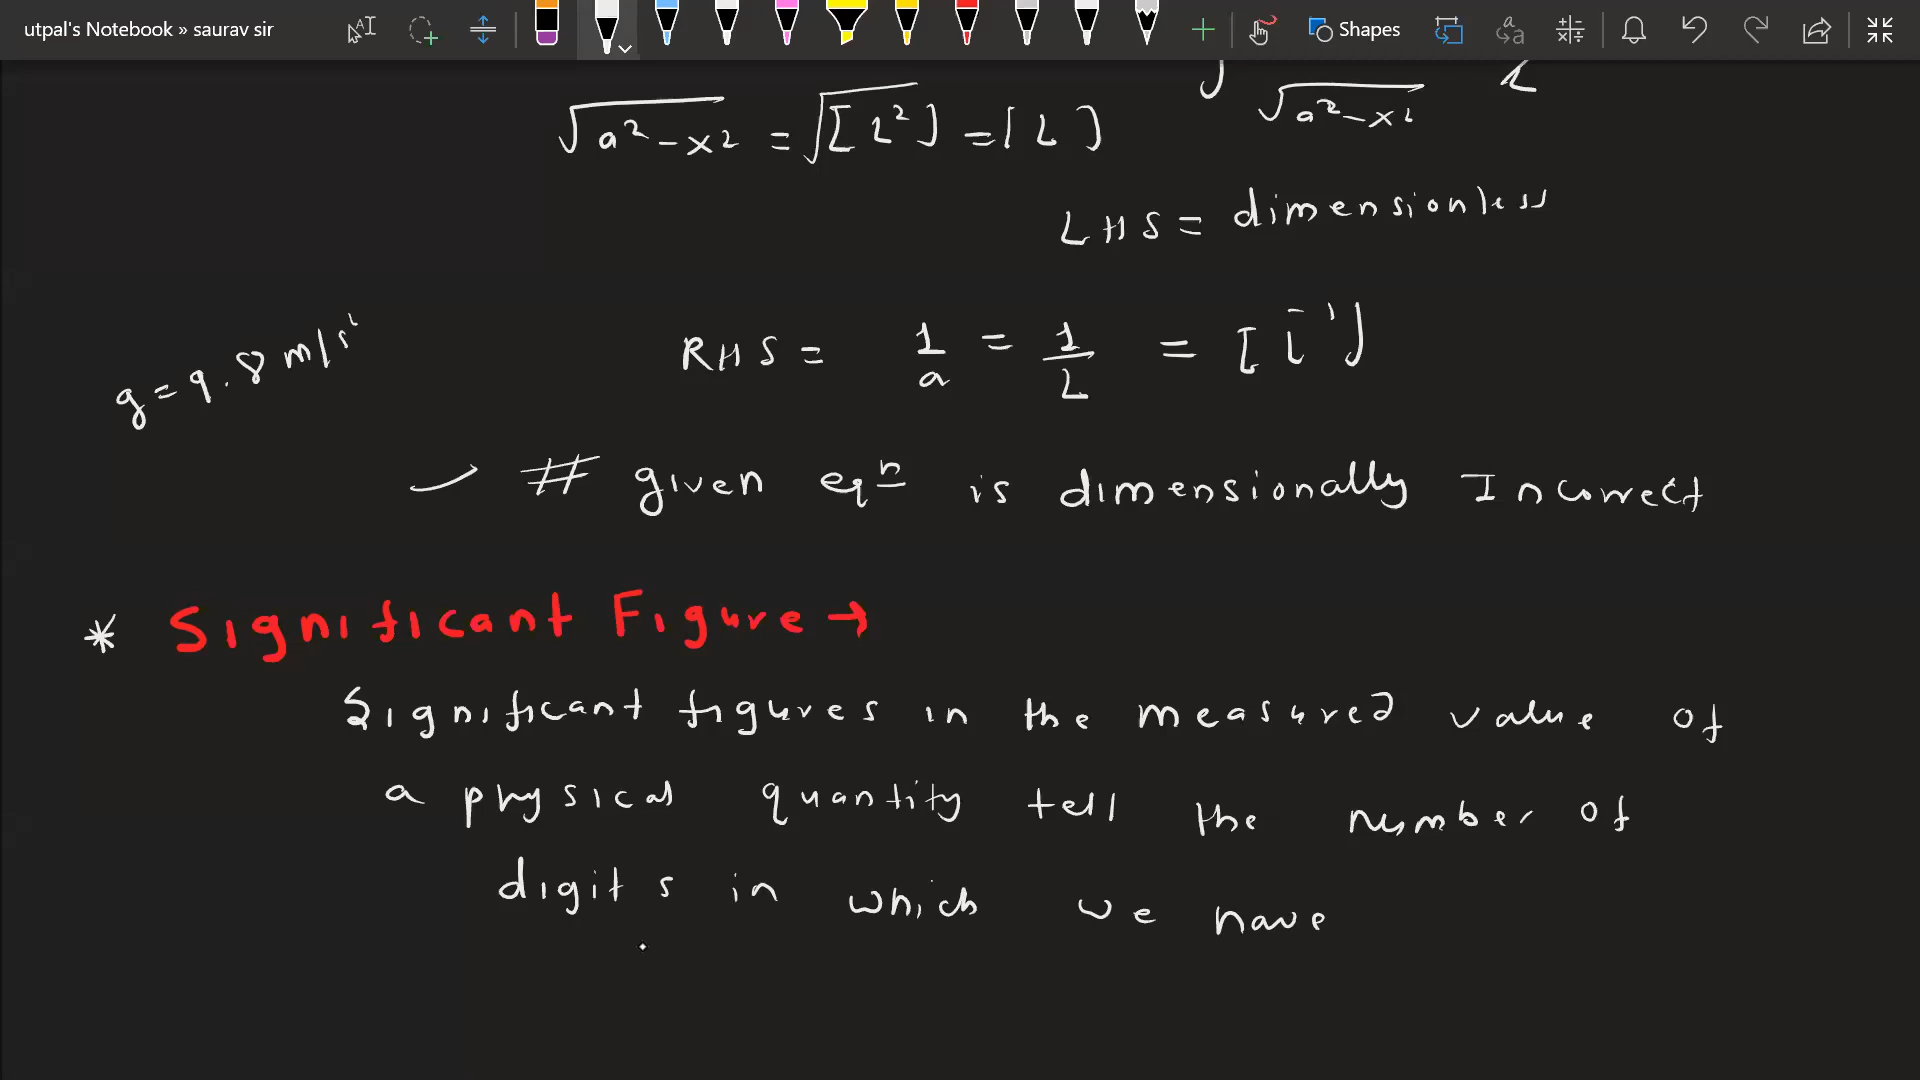 utpal's Notebook » saurav sir
Shapes
√a²-x² = √[L²] = [L]
√a²-x²
LHS = dimensionless
g = 9.8 m/s²
RHS = 1/a = 1/L = [L⁻¹]
# given eqn is dimensionally Incorrect
* Significant Figure →
Significant figures in the measured value of
a physical quantity tell the number of
digits in which we have